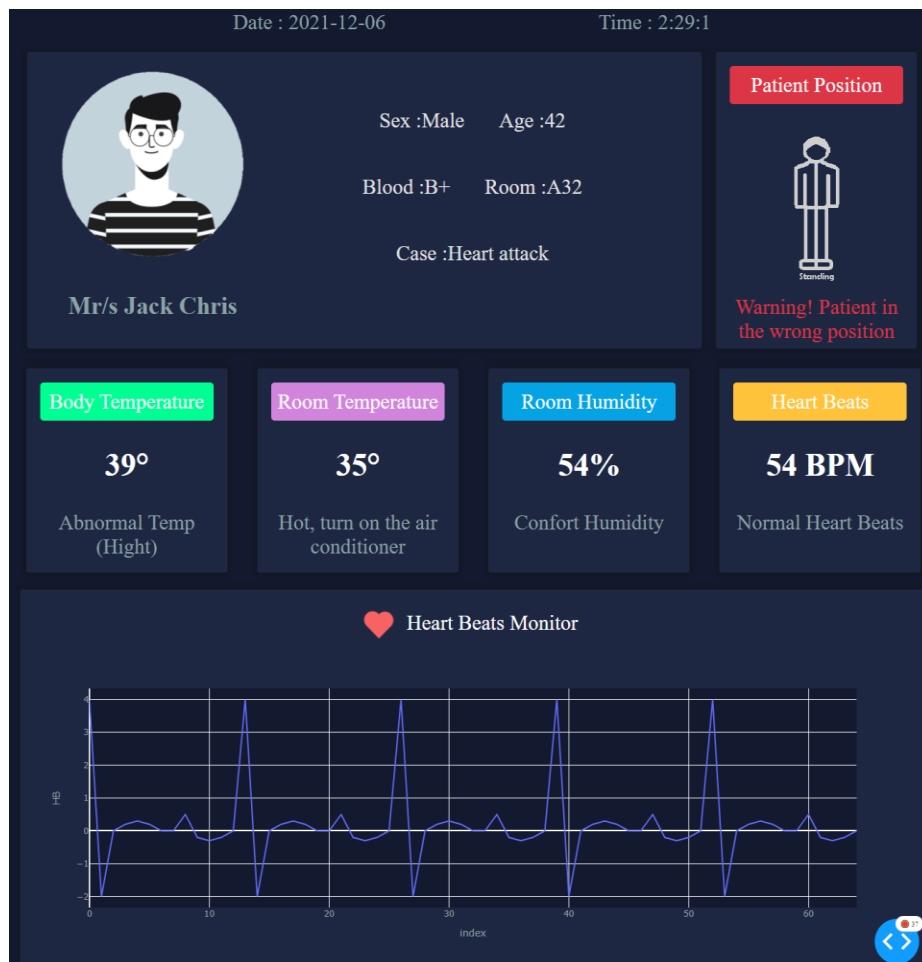 Date : 2021-12-06 Time : 2:29:1
Patient Position
Sex :Male Age :42
Blood :B+ Room :A32
Case :Heart attack
Standing
Mr/s Jack Chris
Warning! Patient in
the wrong position
Body Temperature
39°
Abnormal Temp
(Hight)
Room Temperature
35°
Hot, turn on the air
conditioner
Room Humidity
54%
Confort Humidity
Heart Beats
54 BPM
Normal Heart Beats
Heart Beats Monitor
4
3
2
1
0
−1
−2
HB
0 10 20 30 40 50 60
index
37